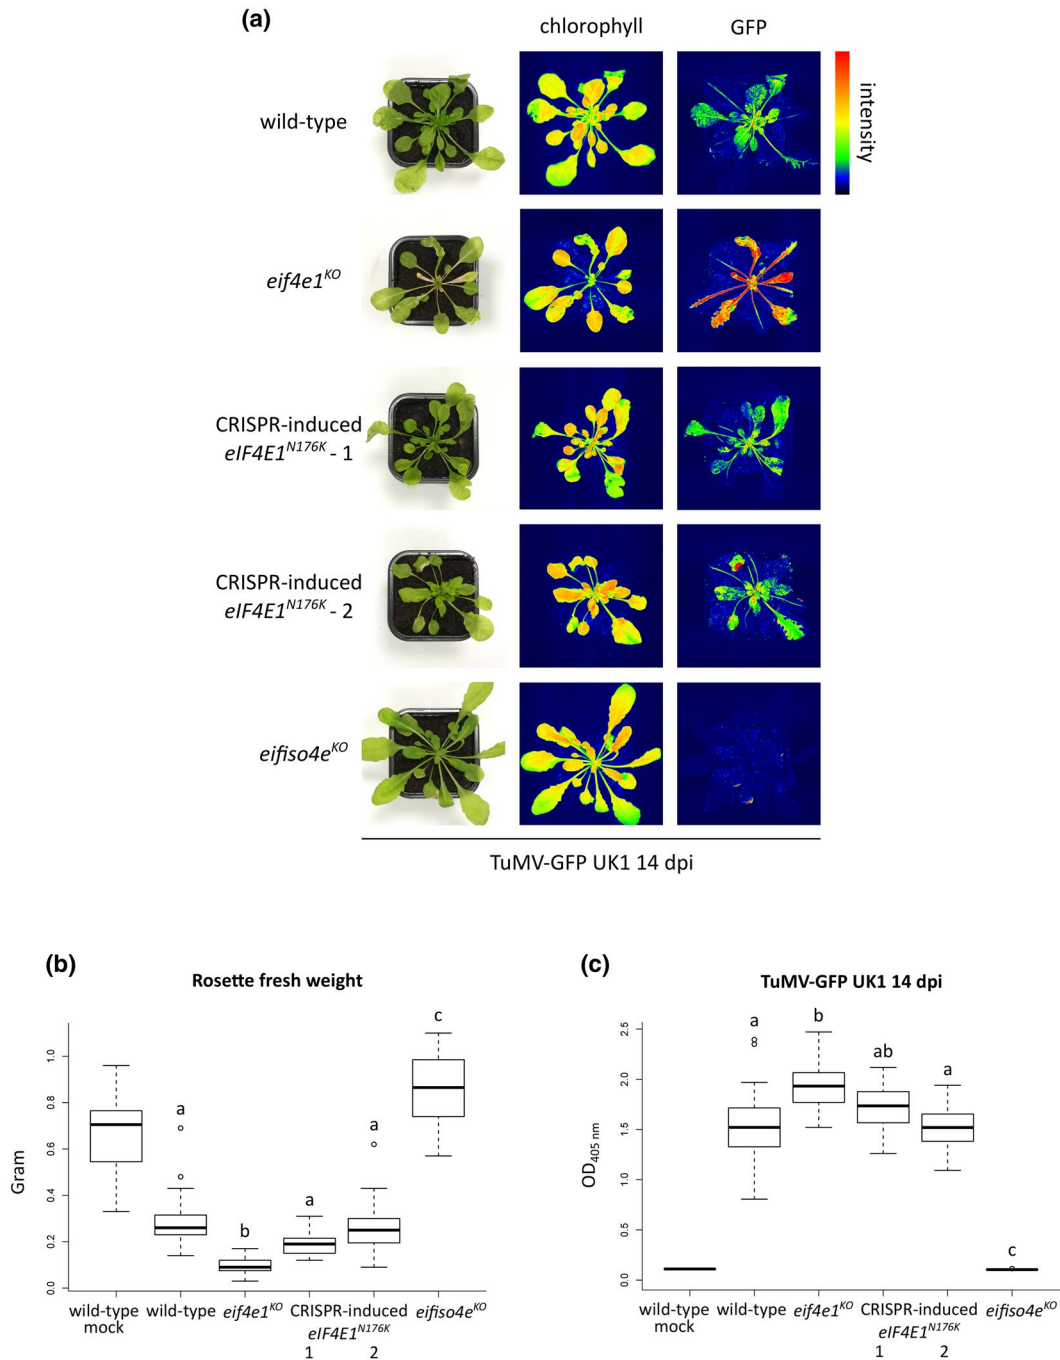 (a)
chlorophyll GFP
wild-type
intensity
eif4e1KO
CRISPR-induced
eIF4E1N176K - 1
CRISPR-induced
eIF4E1N176K - 2
eifiso4eKO
TuMV-GFP UK1 14 dpi
(b)
Rosette fresh weight
Gram
1.0
0.8
0.6
0.4
0.2
0.0
a
b
a
a
c
wild-type
mock
wild-type
eif4e1KO
CRISPR-induced
eIF4E1N176K
1 2
eifiso4eKO
(c)
TuMV-GFP UK1 14 dpi
OD405 nm
2.5
2.0
1.5
1.0
0.5
0.0
a
b
ab
a
c
wild-type
mock
wild-type
eif4e1KO
CRISPR-induced
eIF4E1N176K
1 2
eifiso4eKO